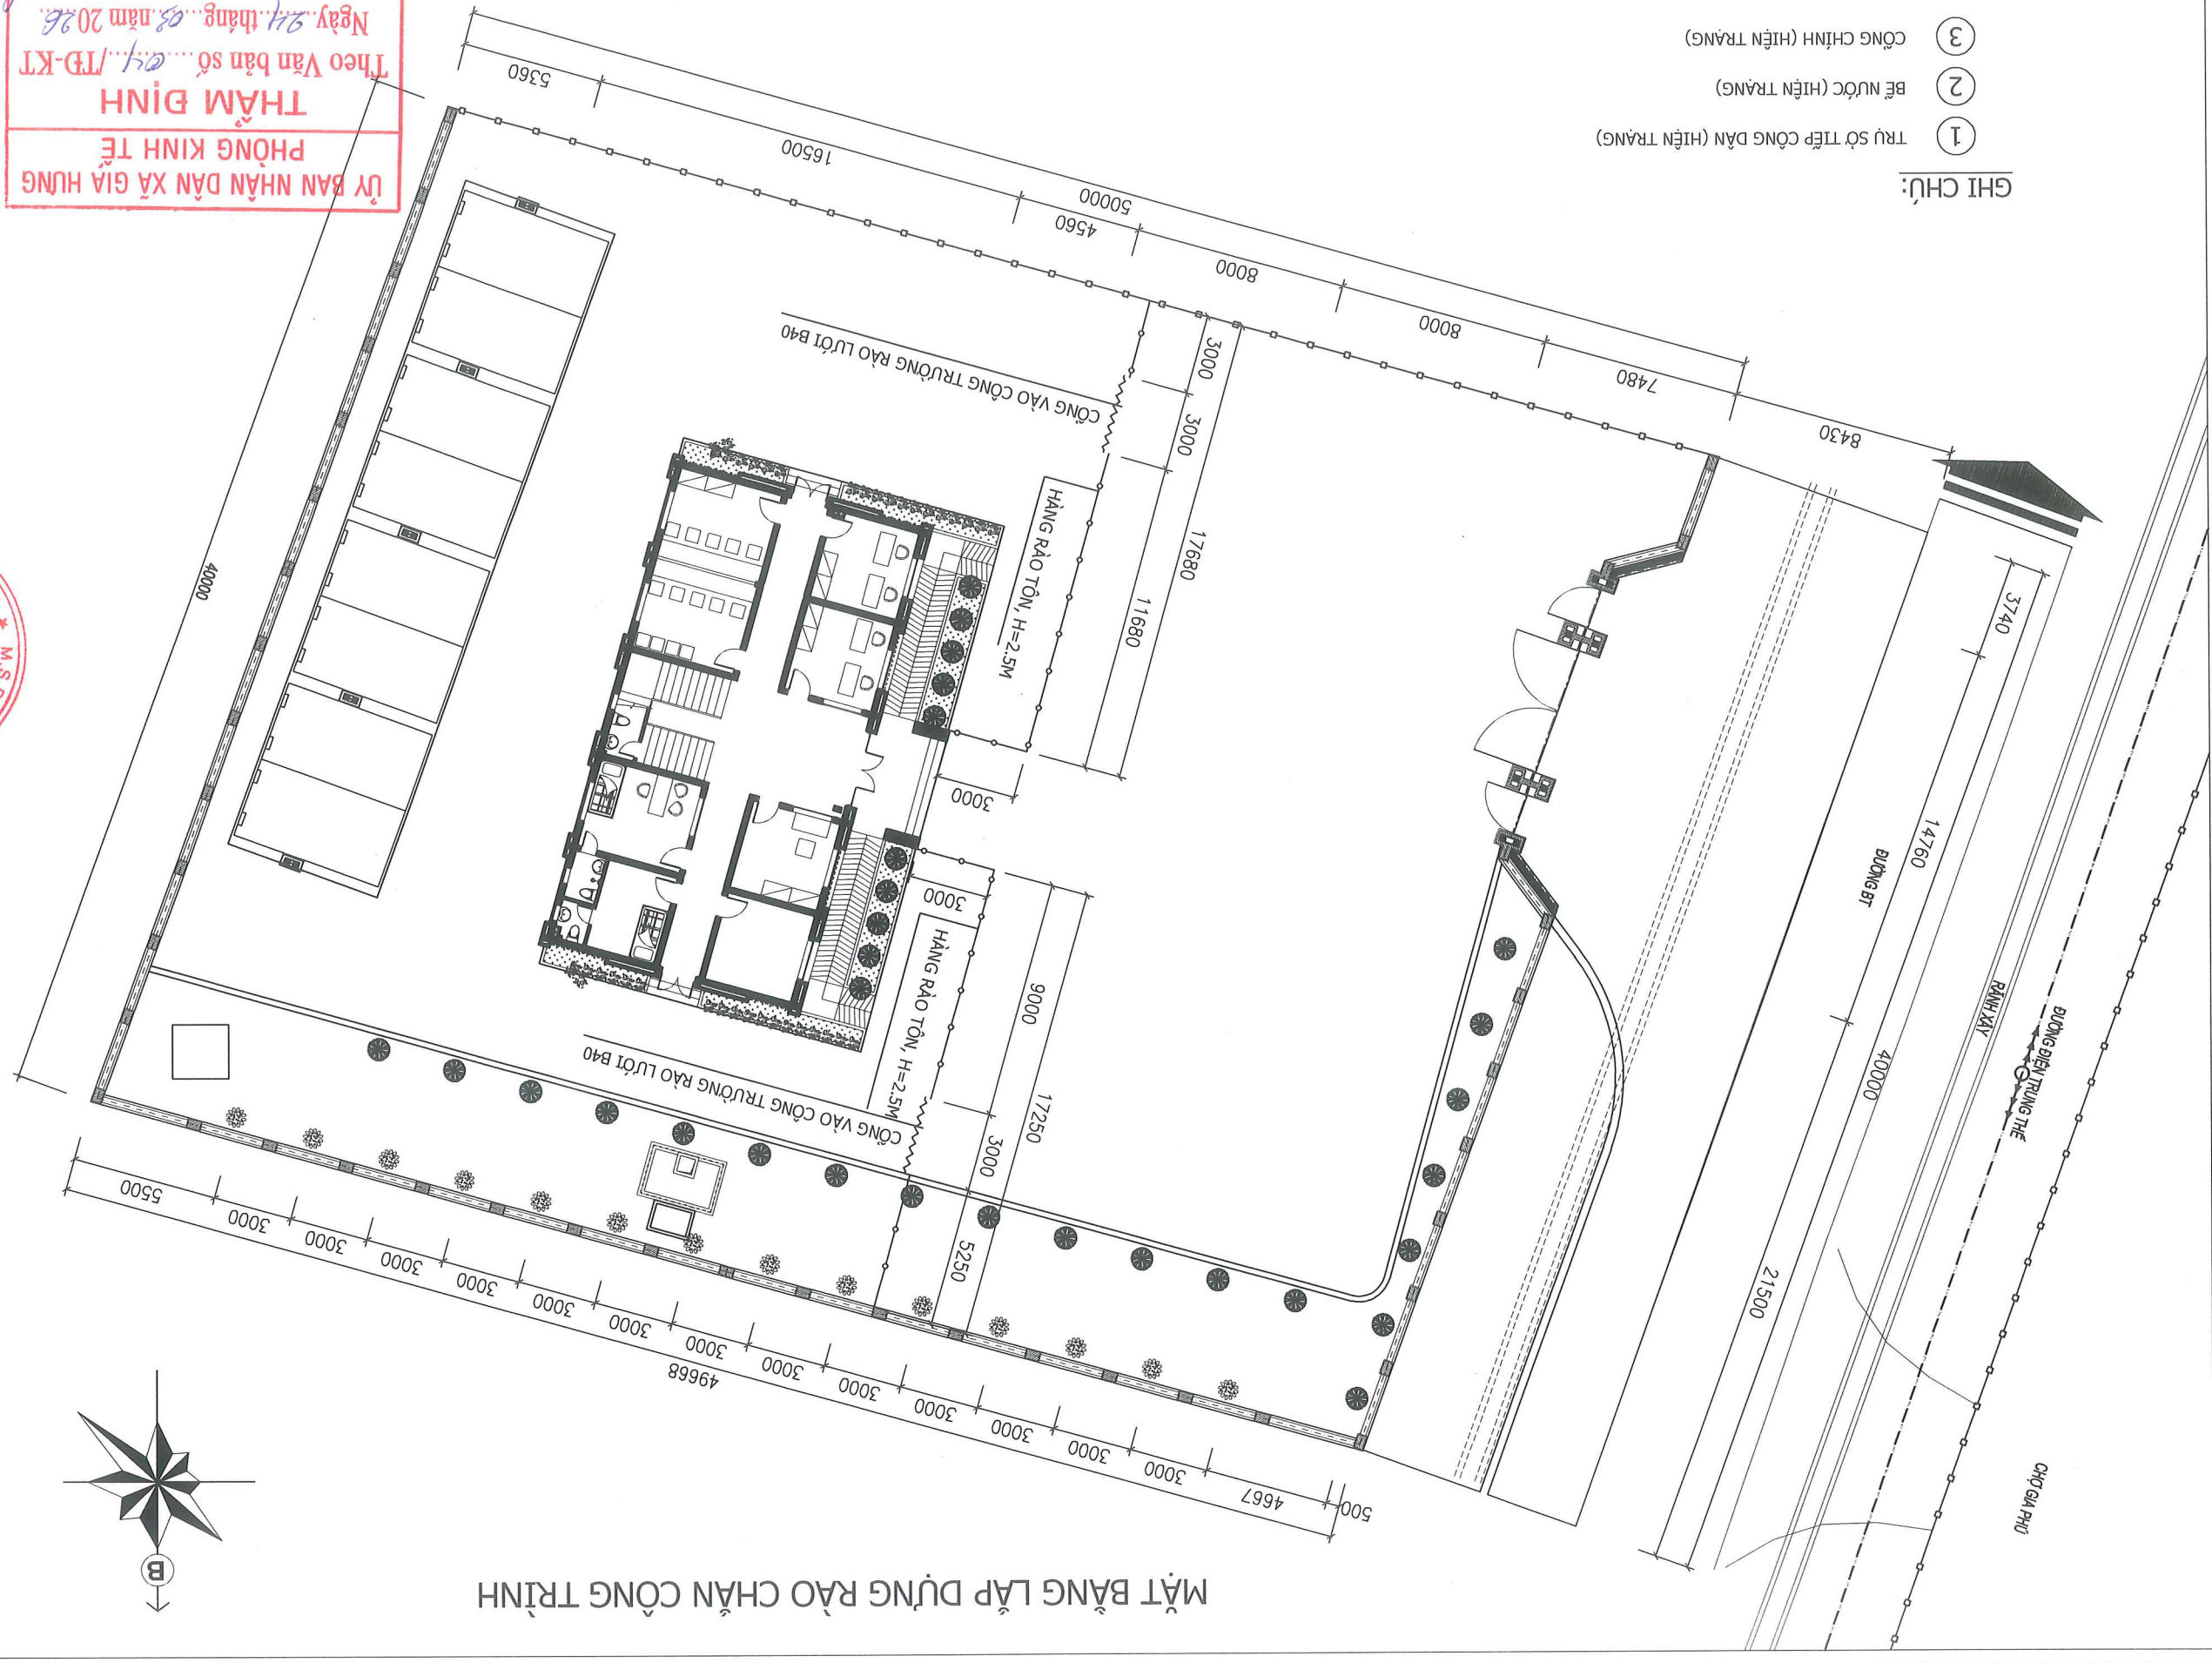 MẶT BẰNG LẮP DỰNG RÀO CHẮN CÔNG TRÌNH
B
500
4667
3000
3000
3000
3000
3000
3000
3000
3000
3000
3000
3000
3000
3000
5500
49668
CHỢ GIA PHÚ
ĐƯỜNG ĐIỆN TRUNG THẾ
RÃNH XÂY
ĐƯỜNG BT
21500
40000
14760
3740
5250
3000
17250
9000
CỔNG VÀO CÔNG TRƯỜNG RÀO LƯỚI B40
HÀNG RÀO TÔN, H=2.5M
3000
3000
HÀNG RÀO TÔN, H=2.5M
11680
17680
3000
3000
CỔNG VÀO CÔNG TRƯỜNG RÀO LƯỚI B40
40000
8430
7480
8000
8000
4560
16500
5360
50000
GHI CHÚ:
1 TRỤ SỞ TIẾP CÔNG DÂN (HIỆN TRẠNG)
2 BỂ NƯỚC (HIỆN TRẠNG)
3 CỔNG CHÍNH (HIỆN TRẠNG)
ỦY BAN NHÂN DÂN XÃ GIA HƯNG
PHÒNG KINH TẾ
THẨM ĐỊNH
Theo Văn bản số 04/TĐ-KT
Ngày 24 tháng 03 năm 2026
★ M.S.